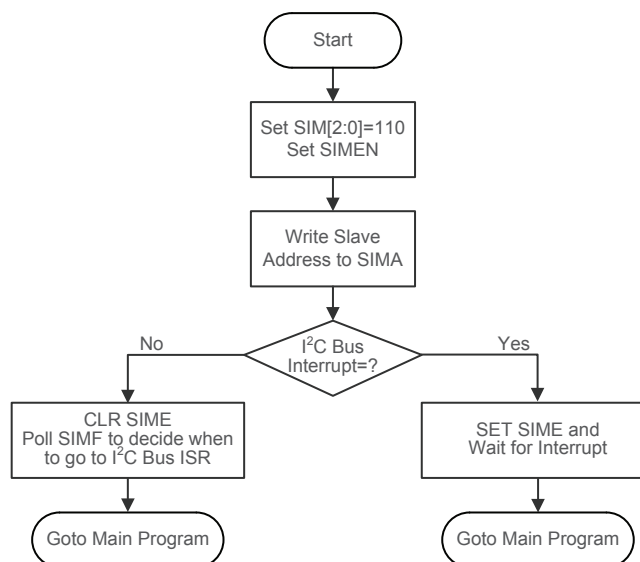 Start
Set SIM[2:0]=110
Set SIMEN
Write Slave
Address to SIMA
I²C Bus
Interrupt=?
No
Yes
CLR SIME
Poll SIMF to decide when
to go to I²C Bus ISR
SET SIME and
Wait for Interrupt
Goto Main Program
Goto Main Program